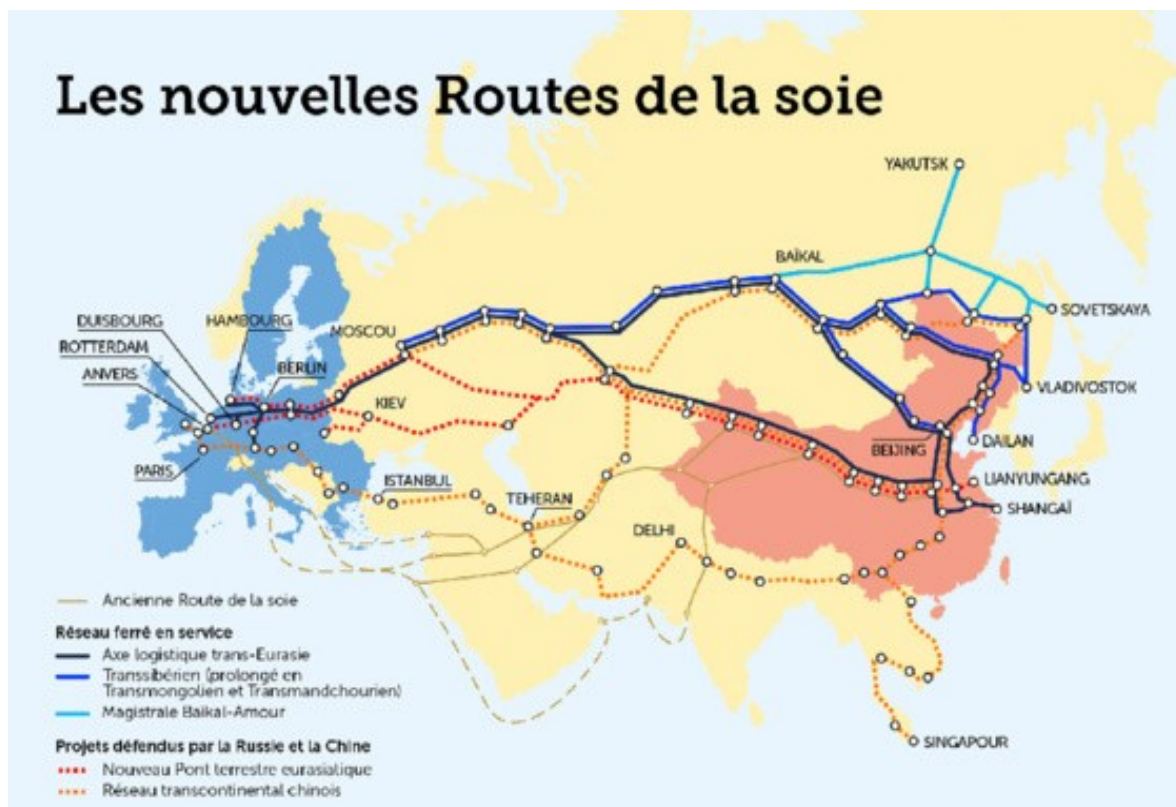 Les nouvelles Routes de la soie
YAKUTSK
BAÏKAL
SOVETSKAYA
DUISBOURG
HAMBOURG
MOSCOU
ROTTERDAM
BERLIN
ANVERS
KIEV
VLADIVOSTOK
PARIS
BEIJING
DAILAN
ISTANBUL
LIANYUNGANG
TEHERAN
SHANGAÏ
DELHI
SINGAPOUR
Ancienne Route de la soie
Réseau ferré en service
Axe logistique trans-Eurasie
Transsibérien (prolongé en
Transmongolien et Transmandchourien)
Magistrale Baïkal-Amour
Projets défendus par la Russie et la Chine
Nouveau Pont terrestre eurasiatique
Réseau transcontinental chinois